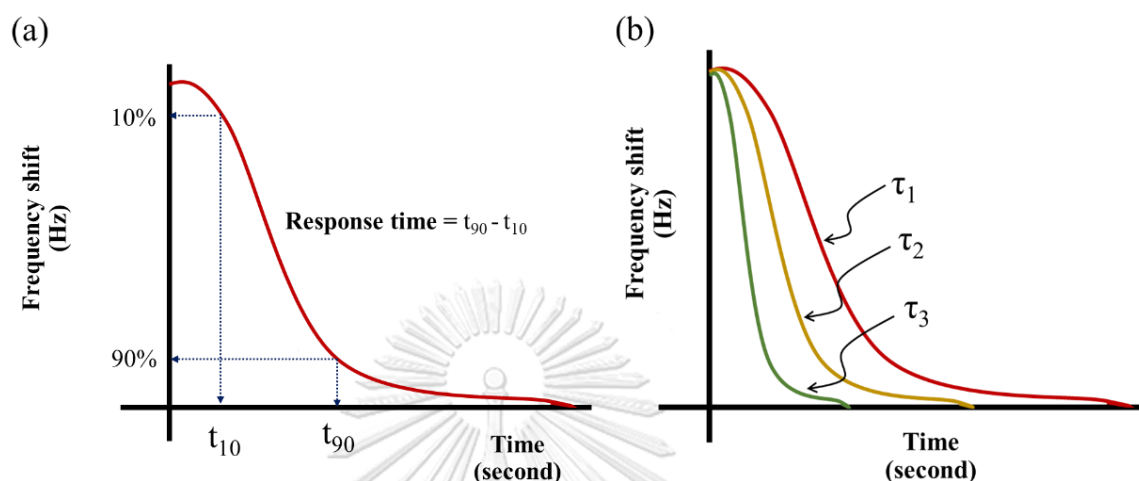 (a)
10%
90%
Frequency shift
(Hz)
Response time = t₉₀ - t₁₀
t₁₀
t₉₀
Time
(second)
(b)
Frequency shift
(Hz)
τ₁
τ₂
τ₃
Time
(second)